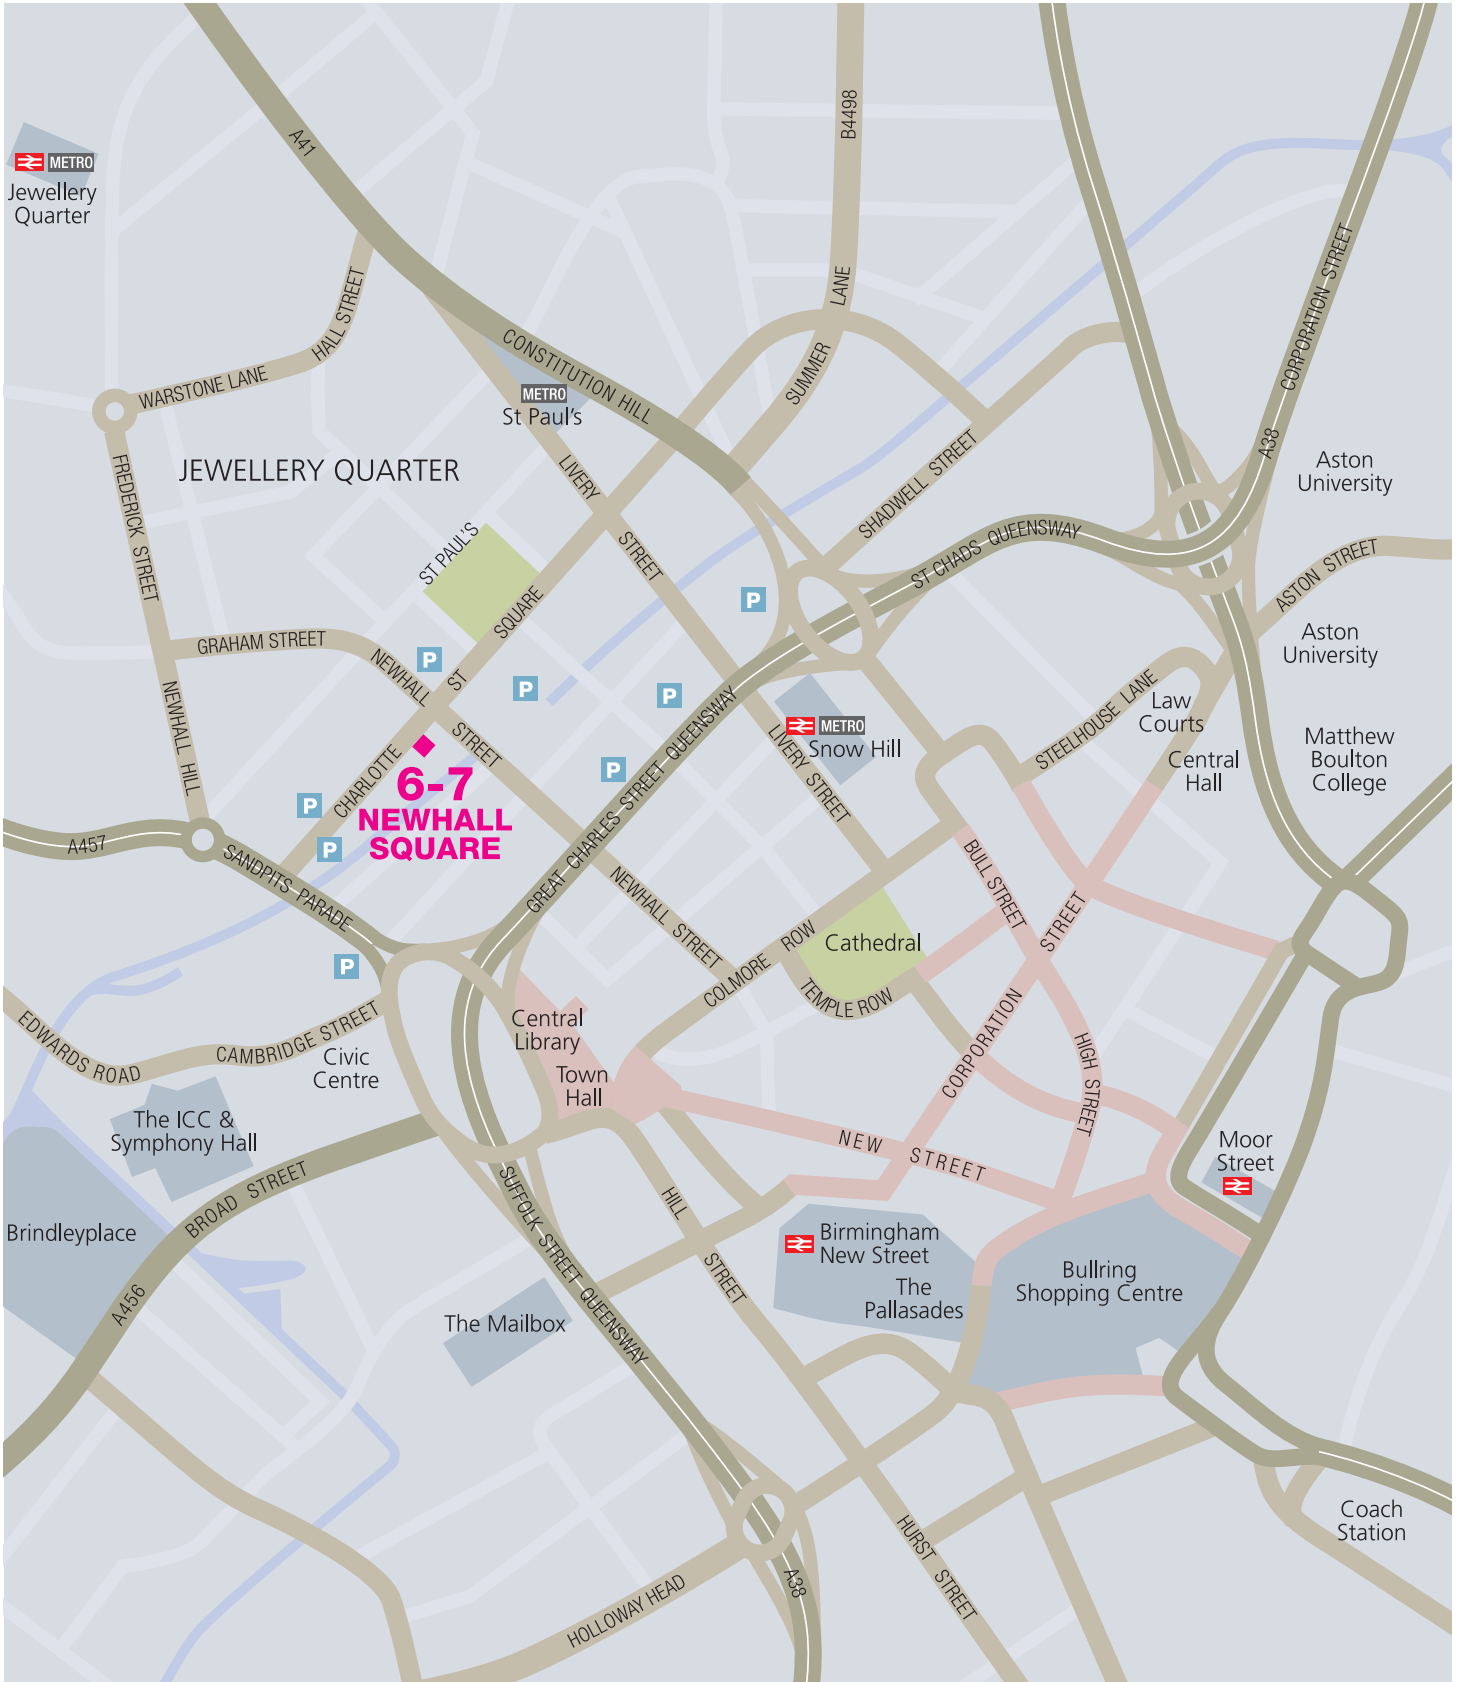 A41
B4498
METRO
Jewellery
Quarter
HALL STREET
LANE
CORPORATION STREET
CONSTITUTION HILL
WARSTONE LANE
SUMMER
METRO
St Paul's
A38
JEWELLERY QUARTER
LIVERY
STREET
SHADWELL STREET
Aston
University
FREDERICK STREET
ST PAUL'S
SQUARE
ST CHADS QUEENSWAY
ASTON STREET
P
GRAHAM STREET
NEWHALL
STREET
P
ST
P
P
Aston
University
NEWHALL HILL
METRO
Snow Hill
LIVERY STREET
STEELHOUSE LANE
Law
Courts
Central
Hall
Matthew
Boulton
College
CHARLOTTE
6-7
NEWHALL
SQUARE
P
P
P
GREAT CHARLES STREET QUEENSWAY
A457
SANDPITS PARADE
NEWHALL STREET
BULL STREET
COLMORE ROW
Cathedral
TEMPLE ROW
CORPORATION
STREET
P
EDWARDS ROAD
CAMBRIDGE STREET
Civic
Centre
Central
Library
Town
Hall
HIGH STREET
The ICC &
Symphony Hall
NEW STREET
Moor
Street
BROAD STREET
Brindleyplace
A456
SUFFOLK STREET QUEENSWAY
HILL
STREET
Birmingham
New Street
The
Pallasades
Bullring
Shopping Centre
The Mailbox
Coach
Station
HURST STREET
A38
HOLLOWAY HEAD